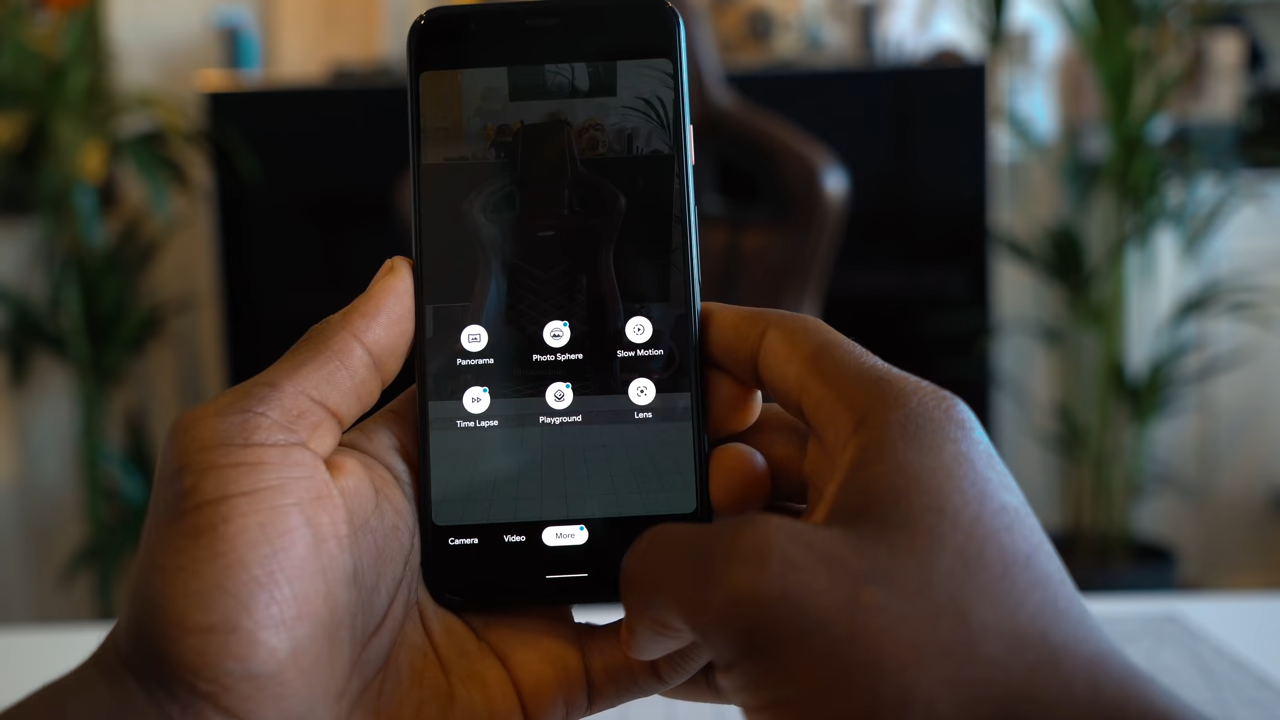 Panorama
Photo Sphere
Slow Motion
Time Lapse
Playground
Lens
Camera
Video
More